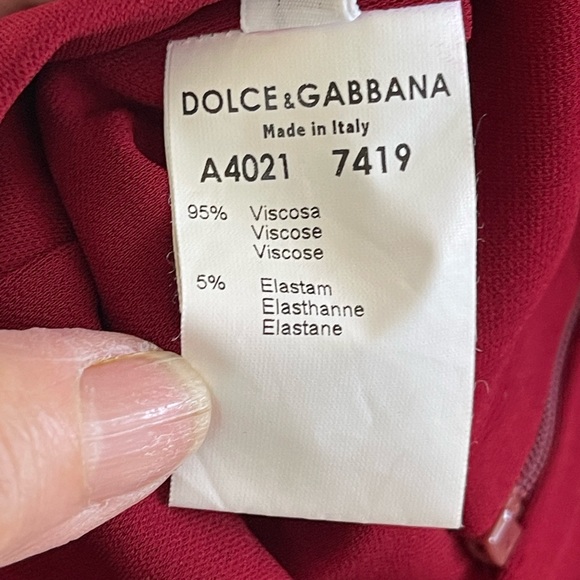 DOLCE & GABBANA
Made in Italy
A4021 7419
95% Viscosa
Viscose
Viscose
5% Elastam
Elasthanne
Elastane